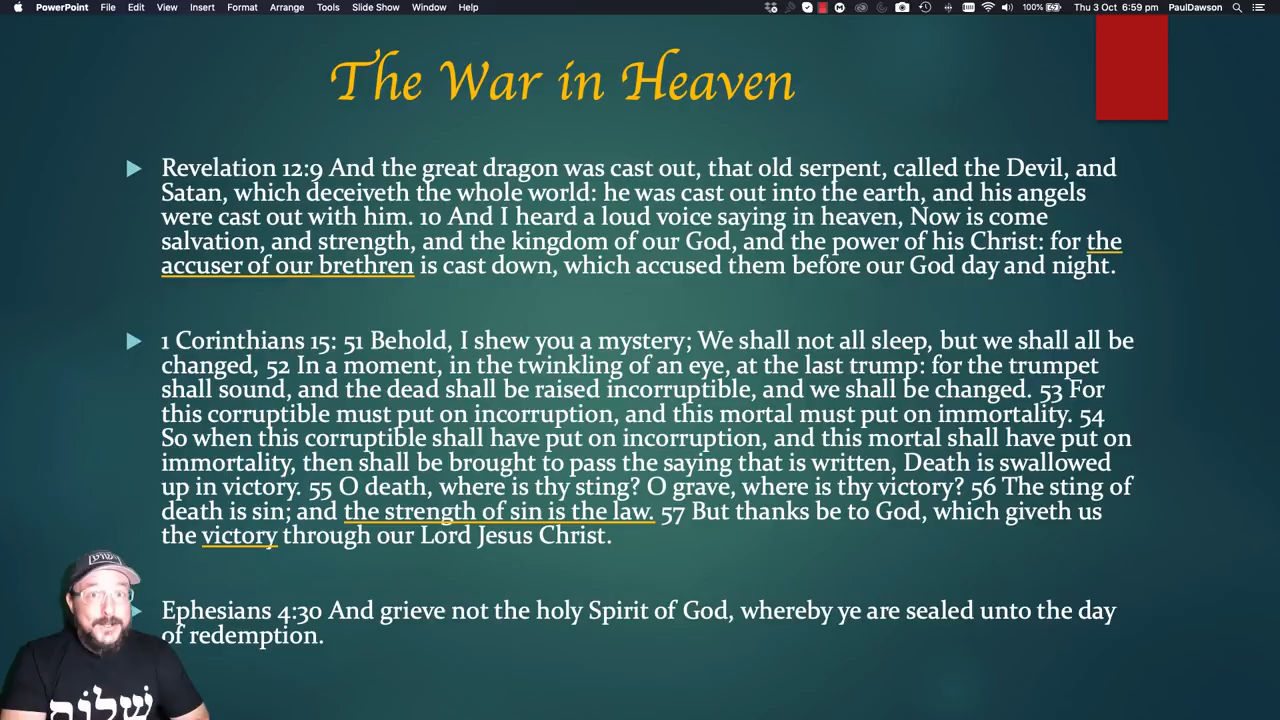 PowerPoint File Edit View Insert Format Arrange Tools Slide Show Window Help 100% Thu 3 Oct 6:59 pm PaulDawson
The War in Heaven
Revelation 12:9 And the great dragon was cast out, that old serpent, called the Devil, and
Satan, which deceiveth the whole world: he was cast out into the earth, and his angels
were cast out with him. 10 And I heard a loud voice saying in heaven, Now is come
salvation, and strength, and the kingdom of our God, and the power of his Christ: for the
accuser of our brethren is cast down, which accused them before our God day and night.
1 Corinthians 15: 51 Behold, I shew you a mystery; We shall not all sleep, but we shall all be
changed, 52 In a moment, in the twinkling of an eye, at the last trump: for the trumpet
shall sound, and the dead shall be raised incorruptible, and we shall be changed. 53 For
this corruptible must put on incorruption, and this mortal must put on immortality. 54
So when this corruptible shall have put on incorruption, and this mortal shall have put on
immortality, then shall be brought to pass the saying that is written, Death is swallowed
up in victory. 55 O death, where is thy sting? O grave, where is thy victory? 56 The sting of
death is sin; and the strength of sin is the law. 57 But thanks be to God, which giveth us
the victory through our Lord Jesus Christ.
Ephesians 4:30 And grieve not the holy Spirit of God, whereby ye are sealed unto the day
of redemption.
שלום